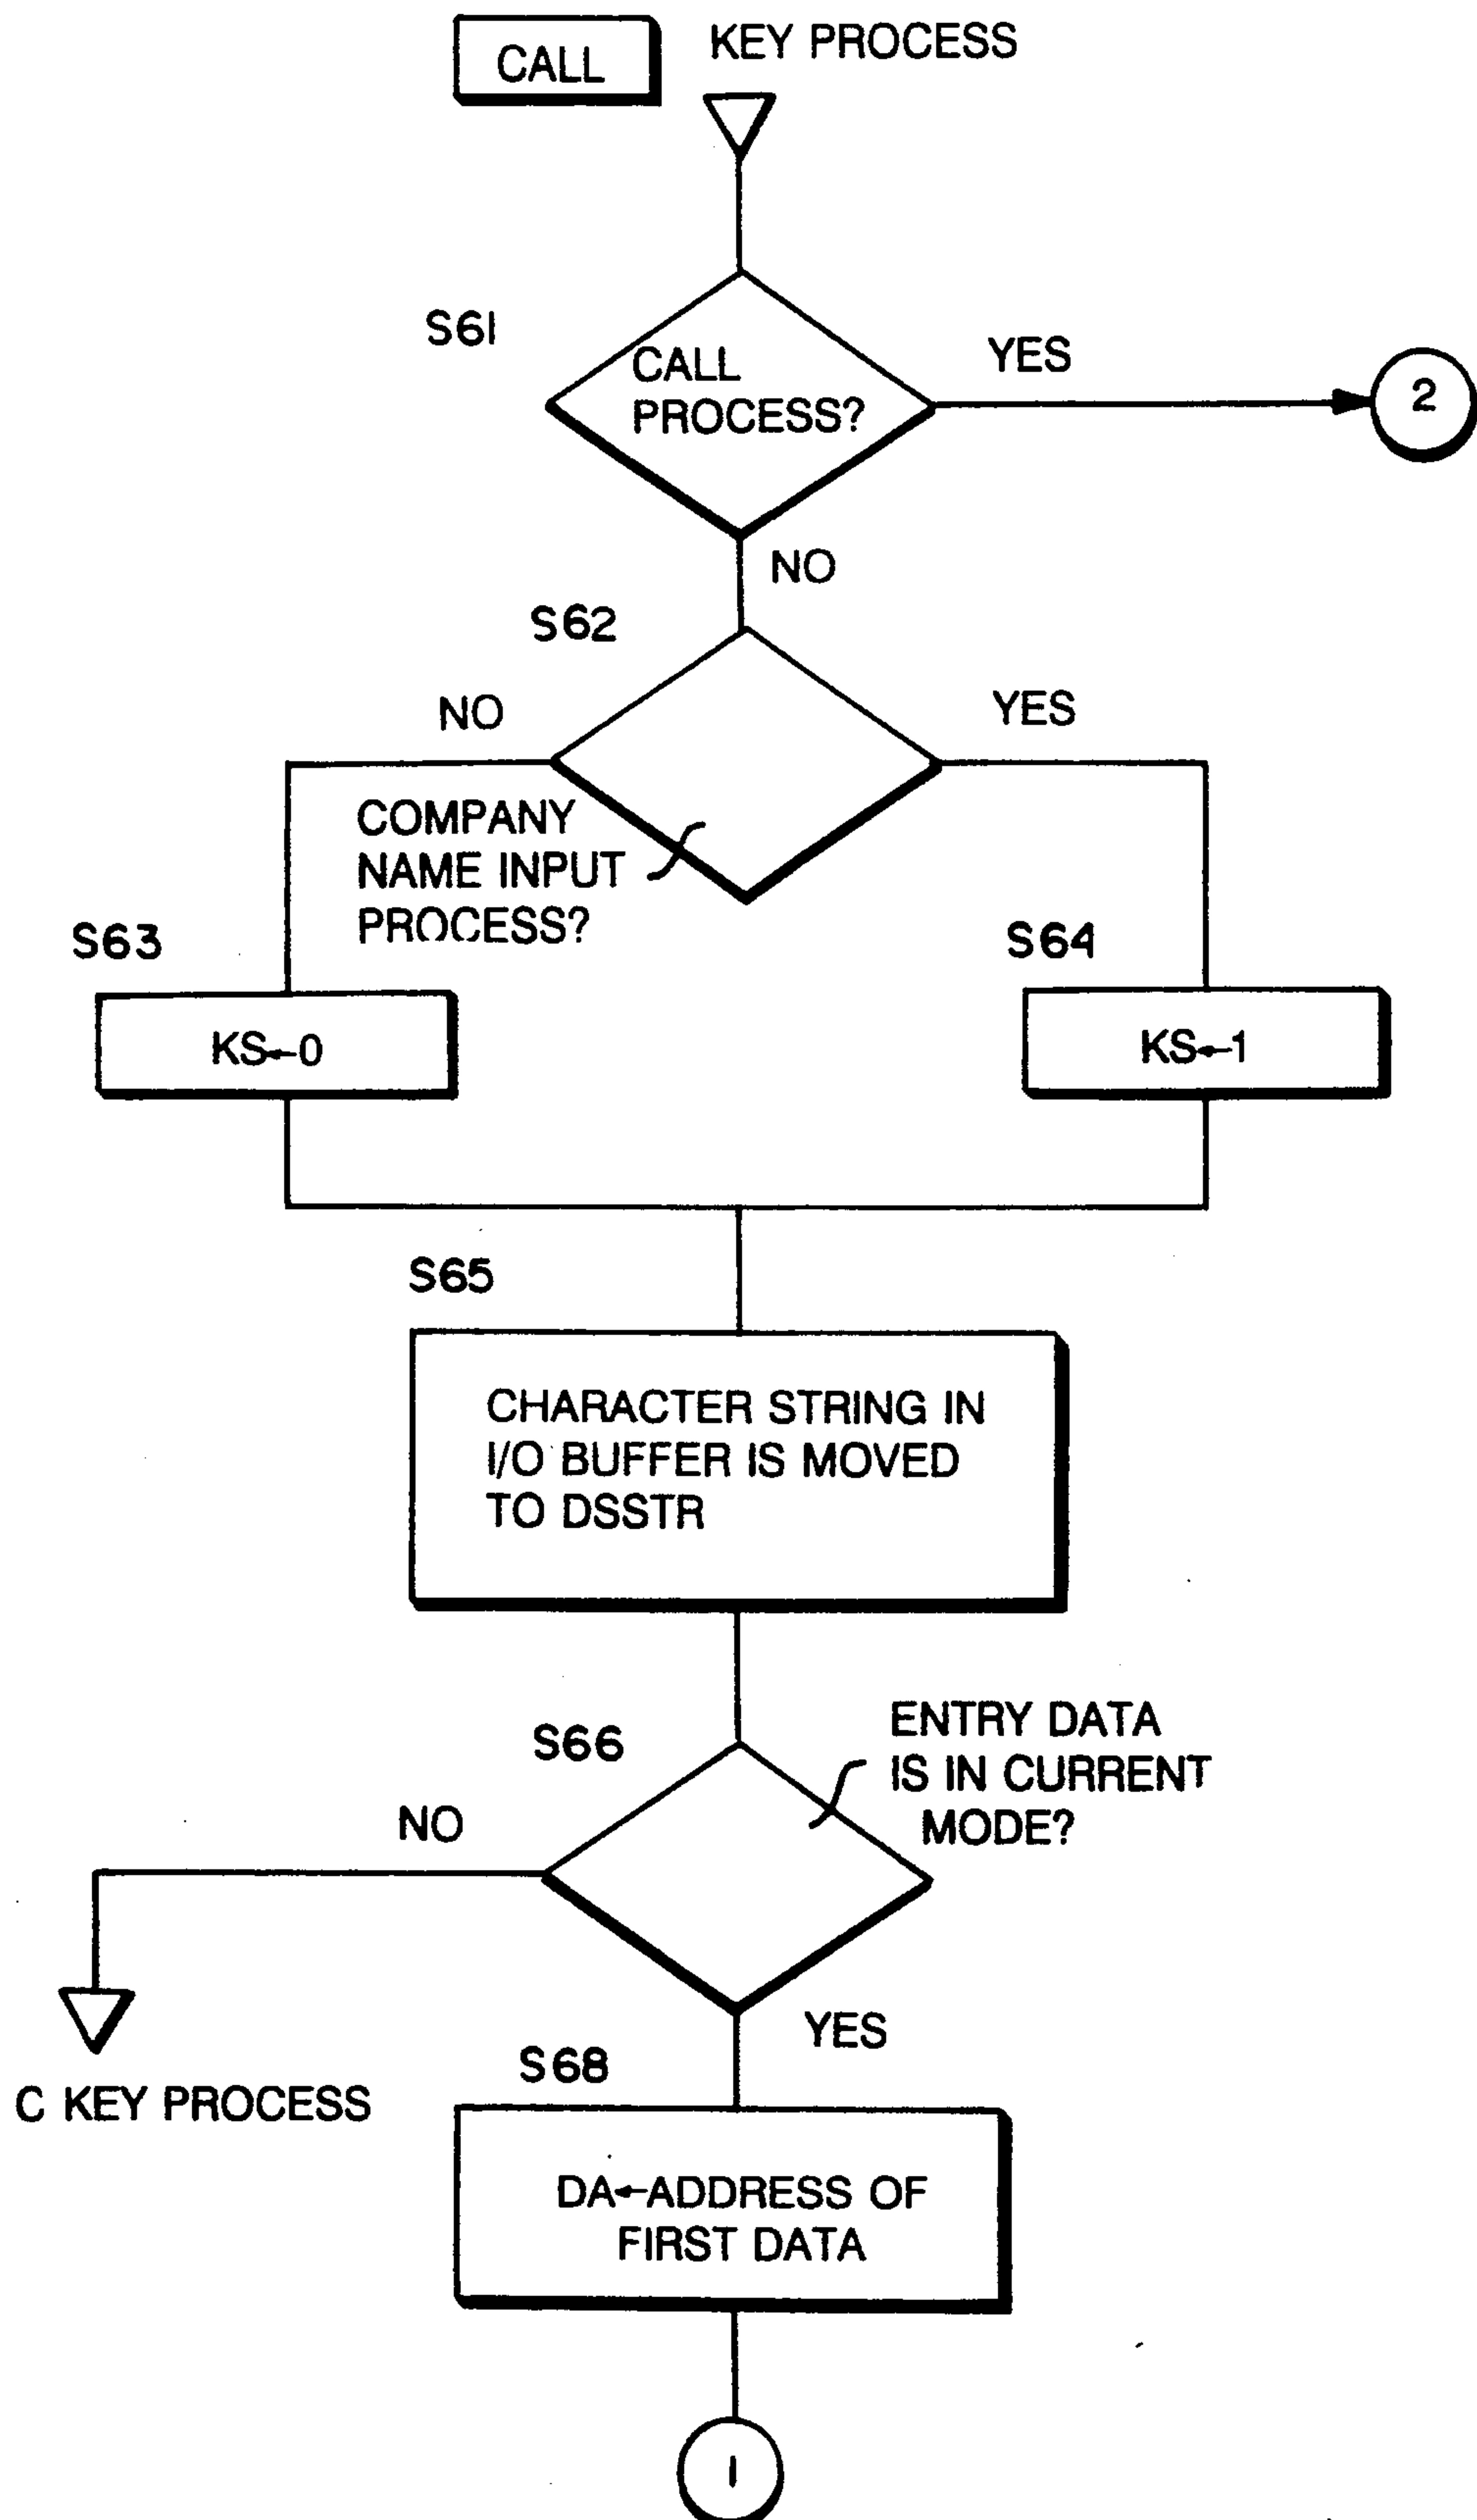 CALL
KEY PROCESS
S61
CALL
PROCESS?
YES
2
NO
S62
NO
YES
COMPANY
NAME INPUT
PROCESS?
S63
S64
KS←0
KS←1
S65
CHARACTER STRING IN
I/O BUFFER IS MOVED
TO DSSTR
S66
ENTRY DATA
IS IN CURRENT
MODE?
NO
YES
C KEY PROCESS
S68
DA←ADDRESS OF
FIRST DATA
1